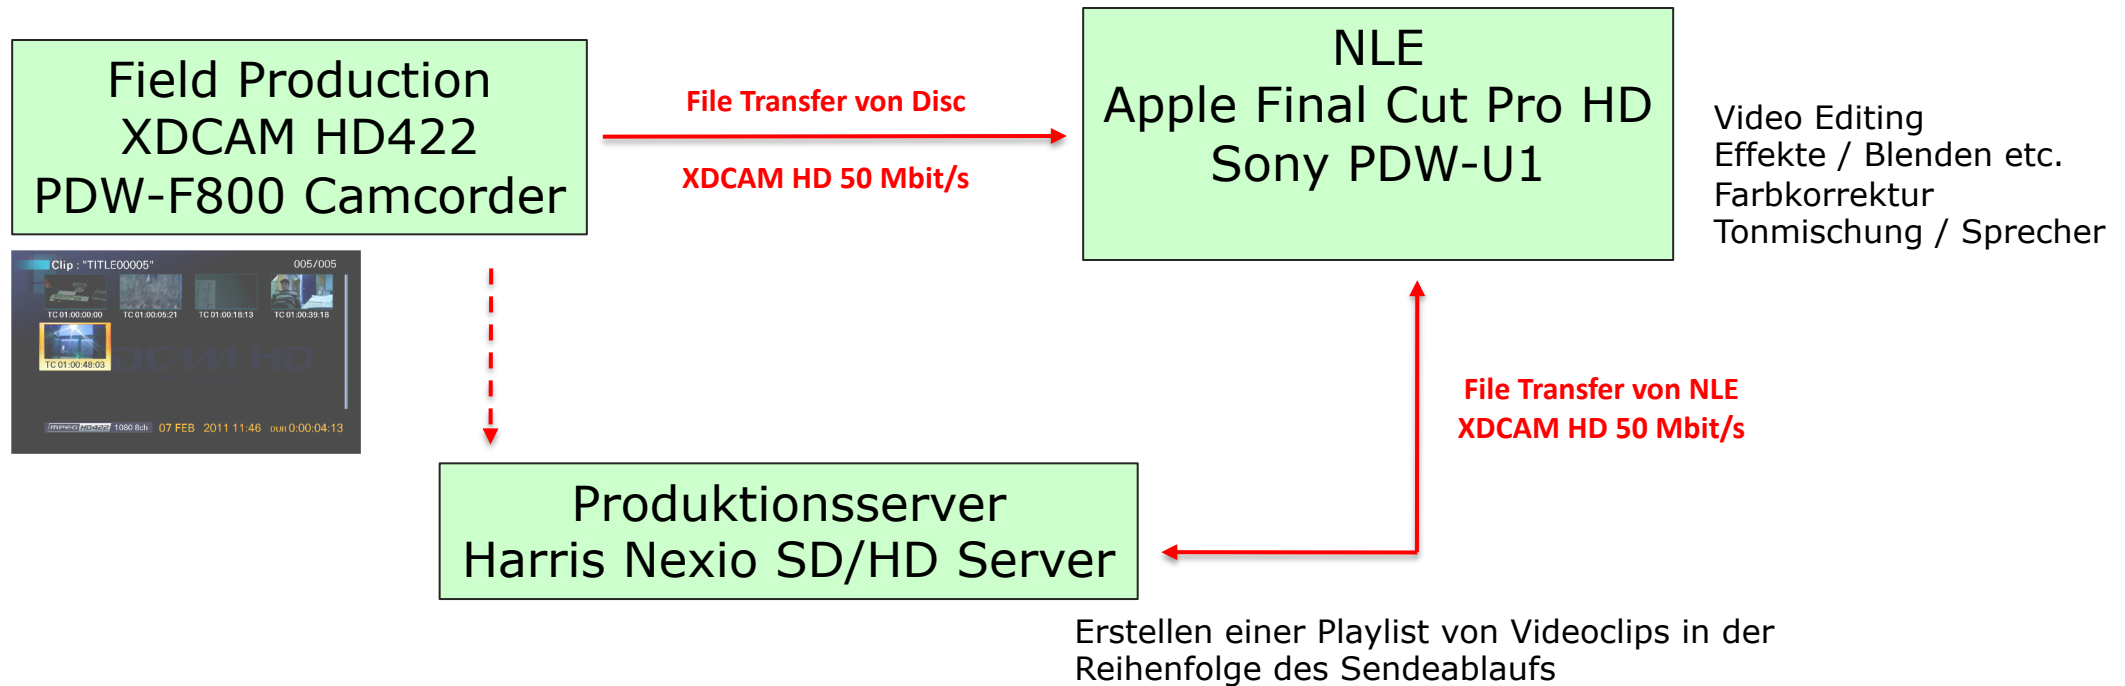 Field Production
XDCAM HD422
PDW-F800 Camcorder
File Transfer von Disc
XDCAM HD 50 Mbit/s
NLE
Apple Final Cut Pro HD
Sony PDW-U1
Video Editing
Effekte / Blenden etc.
Farbkorrektur
Tonmischung / Sprecher
Clip : "TITLE00005" 005/005
TC 01:00:00:00 TC 01:00:05:21 TC 01:00:18:13 TC 01:00:39:18
TC 01:00:48:03
XDCAM HD
MPEG HD422 1080 8ch 07 FEB 2011 11:46 DUR 0:00:04:13
File Transfer von NLE
XDCAM HD 50 Mbit/s
Produktionsserver
Harris Nexio SD/HD Server
Erstellen einer Playlist von Videoclips in der
Reihenfolge des Sendeablaufs